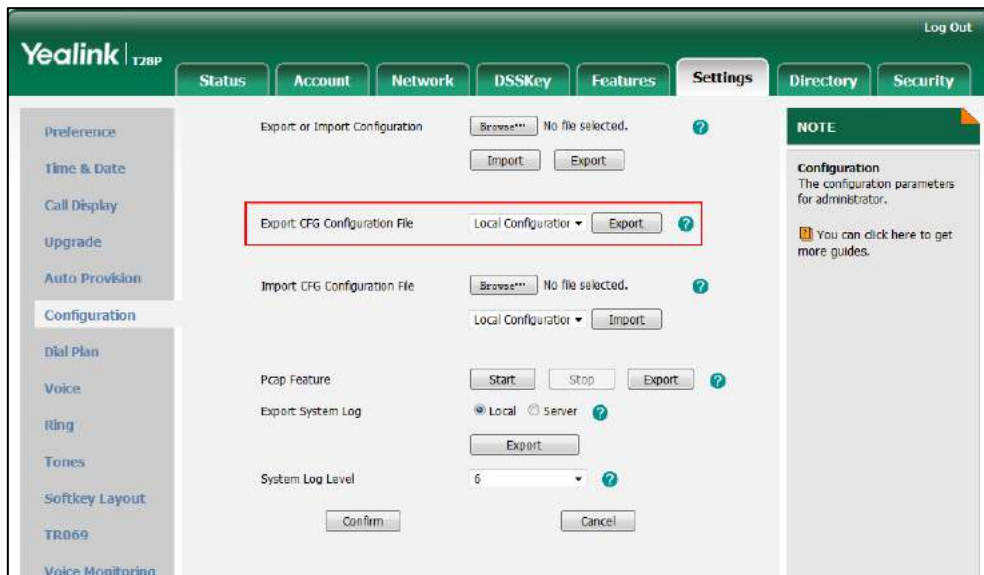 Log Out
Yealink T28P
Status Account Network DSSKey Features Settings Directory Security
Preference
Time & Date
Call Display
Upgrade
Auto Provision
Configuration
Dial Plan
Voice
Ring
Tones
Softkey Layout
TR069
Voice Monitoring
Export or Import Configuration Browse... No file selected. ?
Import Export
Export CFG Configuration File Local Configuration Export ?
Import CFG Configuration File Browse... No file selected. ?
Local Configuration Import
Pcap Feature Start Stop Export ?
Export System Log Local Server ?
Export
System Log Level 6 ?
Confirm Cancel
NOTE
Configuration
The configuration parameters
for administrator.
? You can click here to get
more guides.